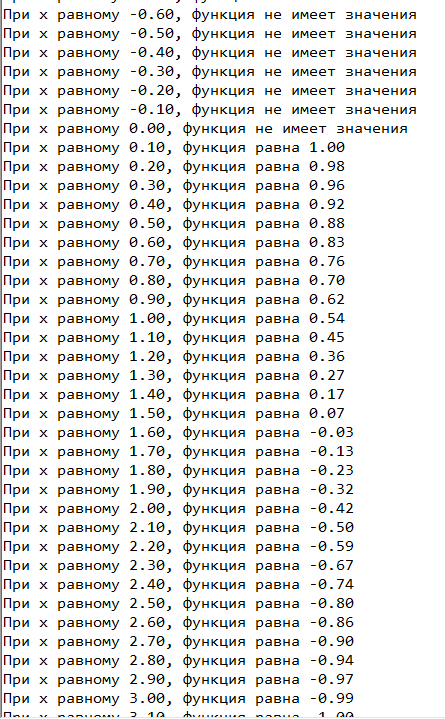 При x равному -0.60, функция не имеет значения
При x равному -0.50, функция не имеет значения
При x равному -0.40, функция не имеет значения
При x равному -0.30, функция не имеет значения
При x равному -0.20, функция не имеет значения
При x равному -0.10, функция не имеет значения
При x равному 0.00, функция не имеет значения
При x равному 0.10, функция равна 1.00
При x равному 0.20, функция равна 0.98
При x равному 0.30, функция равна 0.96
При x равному 0.40, функция равна 0.92
При x равному 0.50, функция равна 0.88
При x равному 0.60, функция равна 0.83
При x равному 0.70, функция равна 0.76
При x равному 0.80, функция равна 0.70
При x равному 0.90, функция равна 0.62
При x равному 1.00, функция равна 0.54
При x равному 1.10, функция равна 0.45
При x равному 1.20, функция равна 0.36
При x равному 1.30, функция равна 0.27
При x равному 1.40, функция равна 0.17
При x равному 1.50, функция равна 0.07
При x равному 1.60, функция равна -0.03
При x равному 1.70, функция равна -0.13
При x равному 1.80, функция равна -0.23
При x равному 1.90, функция равна -0.32
При x равному 2.00, функция равна -0.42
При x равному 2.10, функция равна -0.50
При x равному 2.20, функция равна -0.59
При x равному 2.30, функция равна -0.67
При x равному 2.40, функция равна -0.74
При x равному 2.50, функция равна -0.80
При x равному 2.60, функция равна -0.86
При x равному 2.70, функция равна -0.90
При x равному 2.80, функция равна -0.94
При x равному 2.90, функция равна -0.97
При x равному 3.00, функция равна -0.99
При x равному 3.10, функция равна -1.00